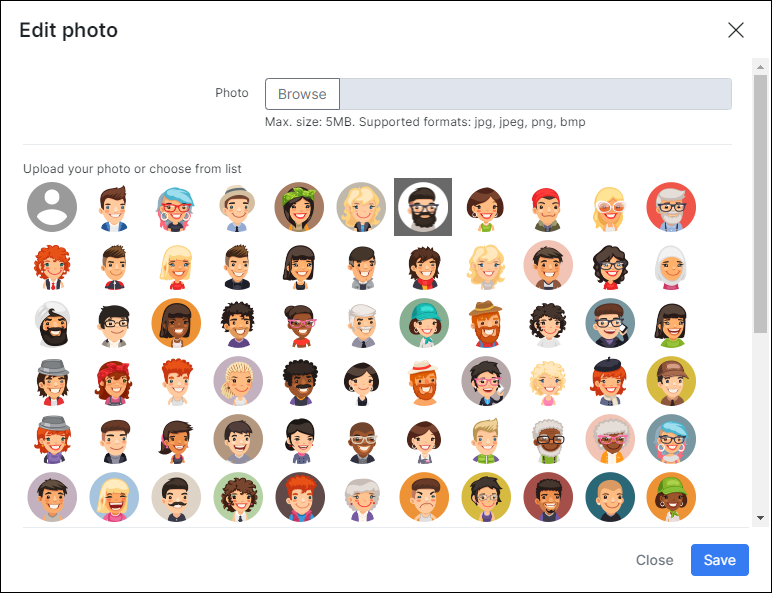 Edit photo
Photo
Browse
Max. size: 5MB. Supported formats: jpg, jpeg, png, bmp
Upload your photo or choose from list
Close
Save